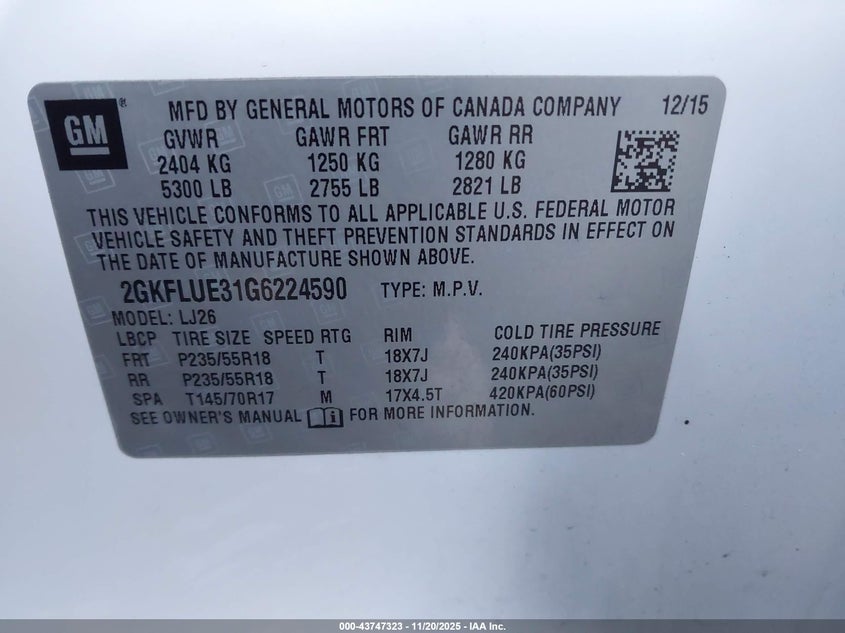 GM
MFD BY GENERAL MOTORS OF CANADA COMPANY 12/15
GVWR GAWR FRT GAWR RR
2404 KG 1250 KG 1280 KG
5300 LB 2755 LB 2821 LB
THIS VEHICLE CONFORMS TO ALL APPLICABLE U.S. FEDERAL MOTOR
VEHICLE SAFETY AND THEFT PREVENTION STANDARDS IN EFFECT ON
THE DATE OF MANUFACTURE SHOWN ABOVE.
2GKFLUE31G6224590 TYPE: M.P.V.
MODEL: LJ26
LBCP TIRE SIZE SPEED RTG RIM COLD TIRE PRESSURE
FRT P235/55R18 T 18X7J 240KPA(35PSI)
RR P235/55R18 T 18X7J 240KPA(35PSI)
SPA T145/70R17 M 17X4.5T 420KPA(60PSI)
SEE OWNER'S MANUAL FOR MORE INFORMATION.
000-43747323 — 11/20/2025 - IAA Inc.